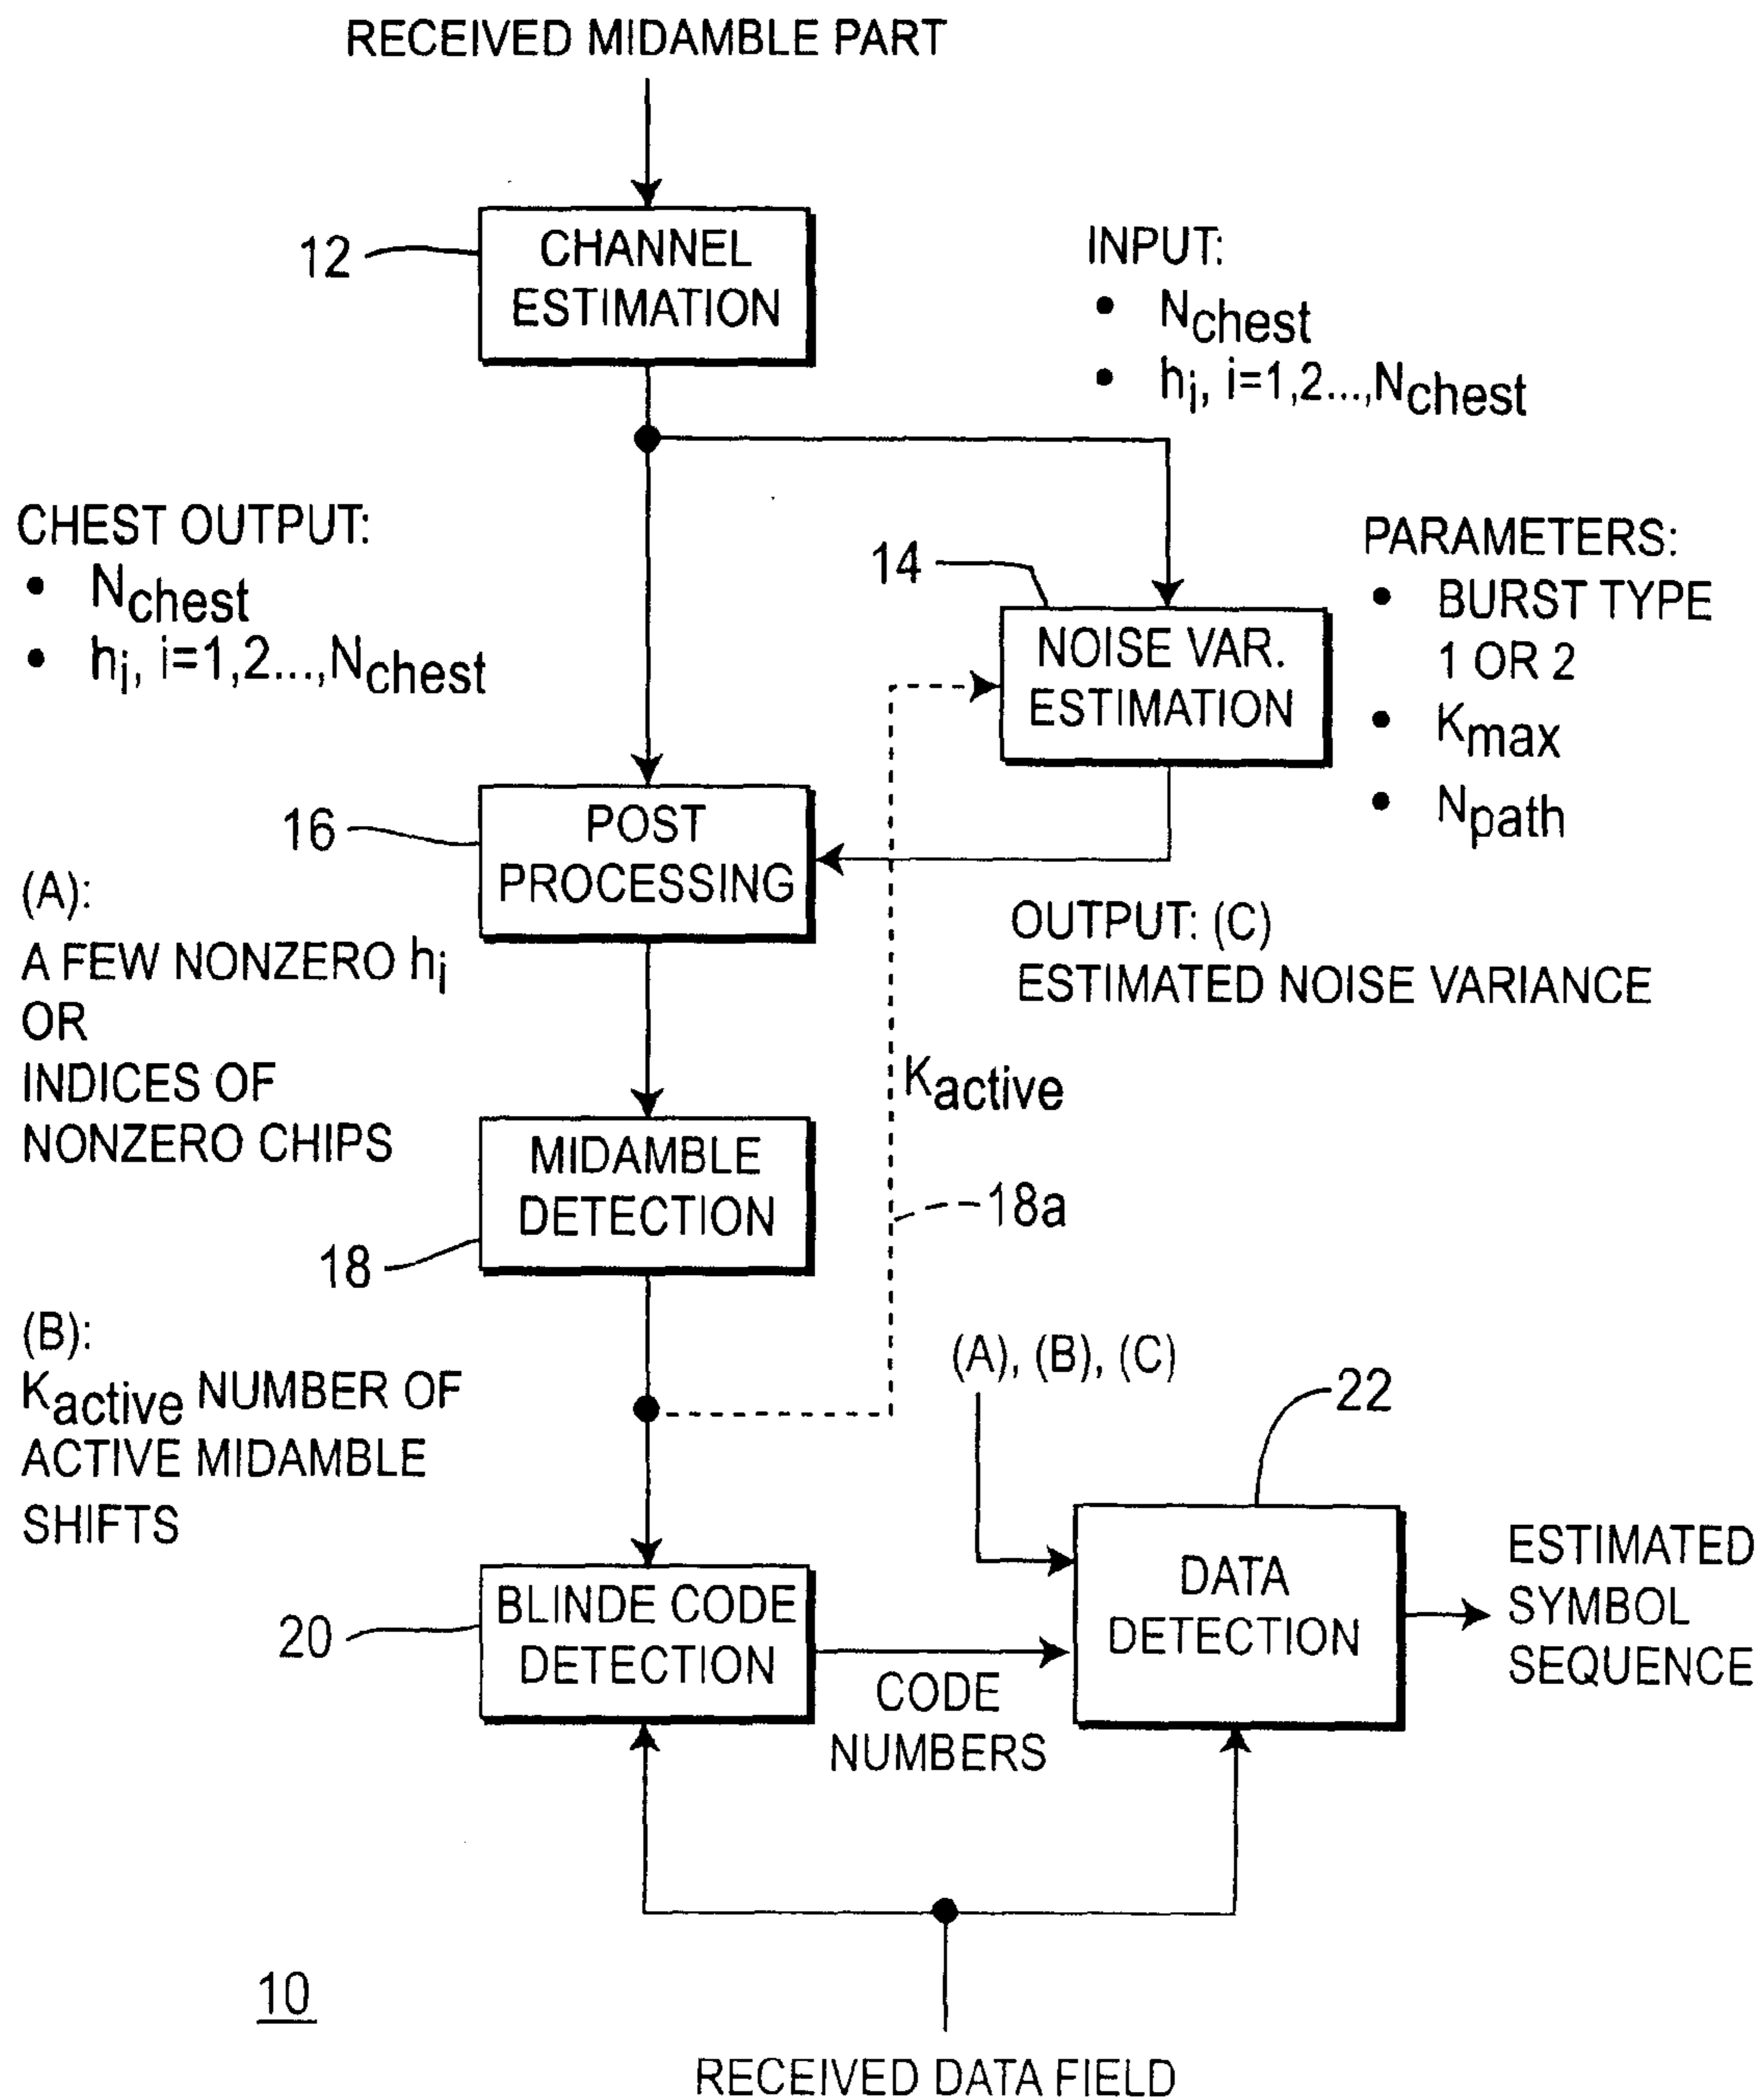 RECEIVED MIDAMBLE PART
12
CHANNEL
ESTIMATION
INPUT:
• Nchest
• hi, i=1,2...,Nchest
CHEST OUTPUT:
• Nchest
• hi, i=1,2...,Nchest
14
NOISE VAR.
ESTIMATION
PARAMETERS:
• BURST TYPE
1 OR 2
• Kmax
• Npath
16
POST
PROCESSING
(A):
A FEW NONZERO hi
OR
INDICES OF
NONZERO CHIPS
OUTPUT: (C)
ESTIMATED NOISE VARIANCE
Kactive
MIDAMBLE
DETECTION
18
18a
(B):
Kactive NUMBER OF
ACTIVE MIDAMBLE
SHIFTS
(A), (B), (C)
22
20
BLINDE CODE
DETECTION
CODE
NUMBERS
DATA
DETECTION
ESTIMATED
SYMBOL
SEQUENCE
10
RECEIVED DATA FIELD